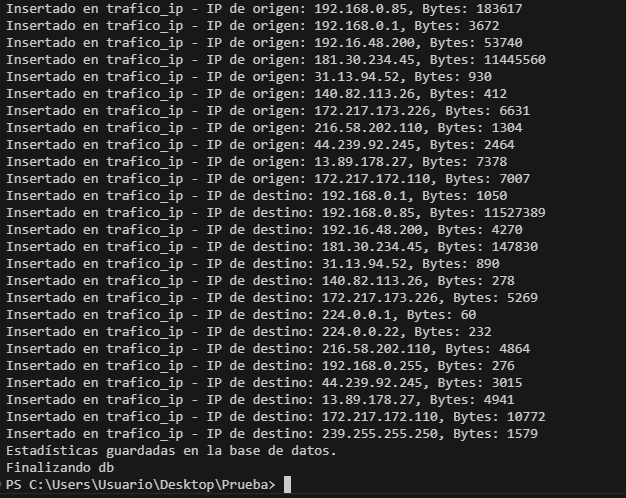 Insertado en trafico_ip - IP de origen: 192.168.0.85, Bytes: 183617
Insertado en trafico_ip - IP de origen: 192.168.0.1, Bytes: 3672
Insertado en trafico_ip - IP de origen: 192.16.48.200, Bytes: 53740
Insertado en trafico_ip - IP de origen: 181.30.234.45, Bytes: 11445560
Insertado en trafico_ip - IP de origen: 31.13.94.52, Bytes: 930
Insertado en trafico_ip - IP de origen: 140.82.113.26, Bytes: 412
Insertado en trafico_ip - IP de origen: 172.217.173.226, Bytes: 6631
Insertado en trafico_ip - IP de origen: 216.58.202.110, Bytes: 1304
Insertado en trafico_ip - IP de origen: 44.239.92.245, Bytes: 2464
Insertado en trafico_ip - IP de origen: 13.89.178.27, Bytes: 7378
Insertado en trafico_ip - IP de origen: 172.217.172.110, Bytes: 7007
Insertado en trafico_ip - IP de destino: 192.168.0.1, Bytes: 1050
Insertado en trafico_ip - IP de destino: 192.168.0.85, Bytes: 11527389
Insertado en trafico_ip - IP de destino: 192.16.48.200, Bytes: 4270
Insertado en trafico_ip - IP de destino: 181.30.234.45, Bytes: 147830
Insertado en trafico_ip - IP de destino: 31.13.94.52, Bytes: 890
Insertado en trafico_ip - IP de destino: 140.82.113.26, Bytes: 278
Insertado en trafico_ip - IP de destino: 172.217.173.226, Bytes: 5269
Insertado en trafico_ip - IP de destino: 224.0.0.1, Bytes: 60
Insertado en trafico_ip - IP de destino: 224.0.0.22, Bytes: 232
Insertado en trafico_ip - IP de destino: 216.58.202.110, Bytes: 4864
Insertado en trafico_ip - IP de destino: 192.168.0.255, Bytes: 276
Insertado en trafico_ip - IP de destino: 44.239.92.245, Bytes: 3015
Insertado en trafico_ip - IP de destino: 13.89.178.27, Bytes: 4941
Insertado en trafico_ip - IP de destino: 172.217.172.110, Bytes: 10772
Insertado en trafico_ip - IP de destino: 239.255.255.250, Bytes: 1579
Estadísticas guardadas en la base de datos.
Finalizando db
PS C:\Users\Usuario\Desktop\Prueba>